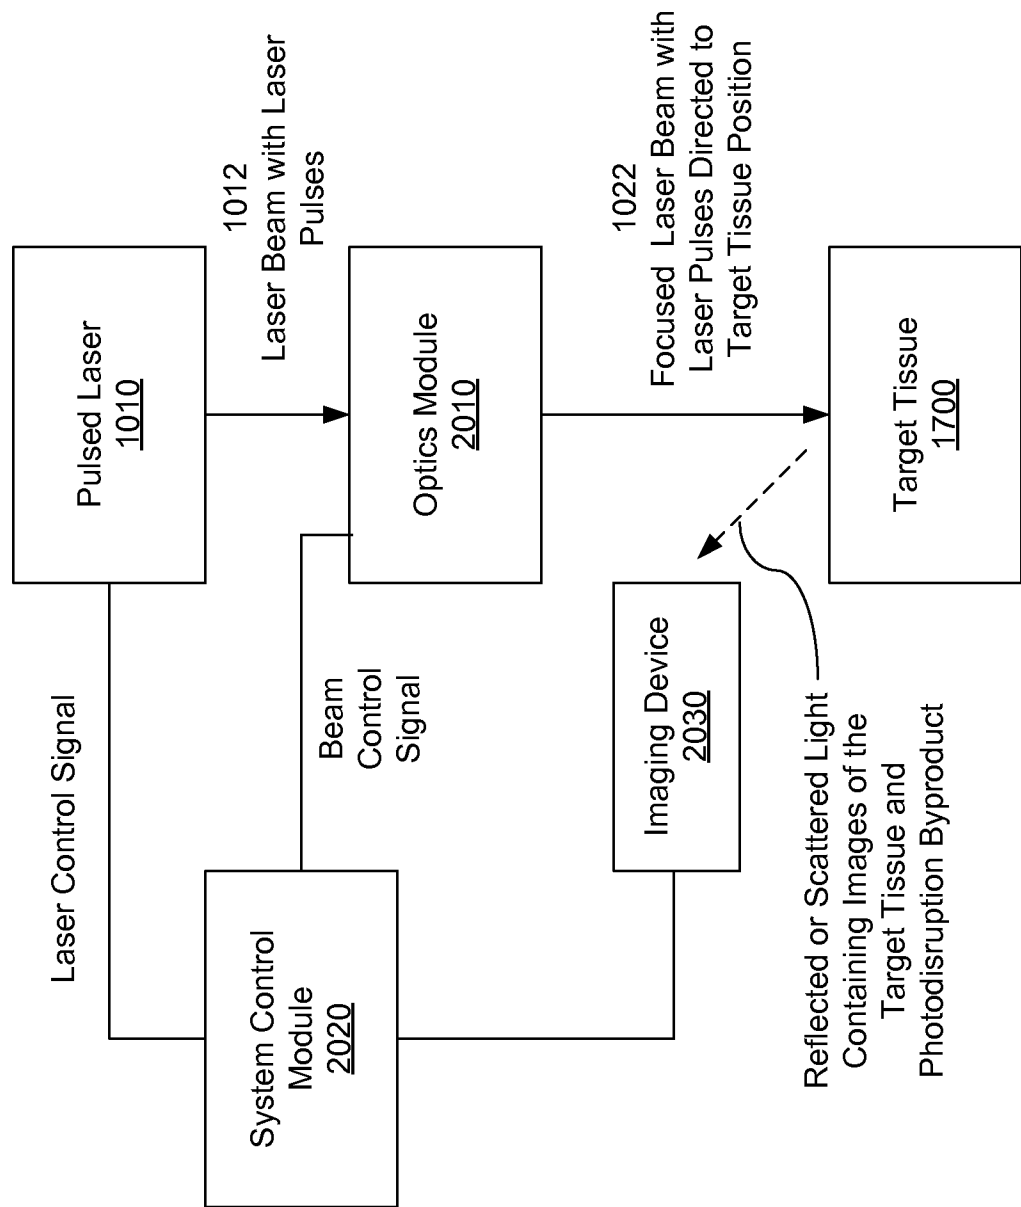 Pulsed Laser
1010
1012
Laser Beam with Laser
Pulses
Optics Module
2010
1022
Focused Laser Beam with
Laser Pulses Directed to
Target Tissue Position
Target Tissue
1700
Laser Control Signal
Beam
Control
Signal
System Control
Module
2020
Imaging Device
2030
Reflected or Scattered Light
Containing Images of the
Target Tissue and
Photodisruption Byproduct